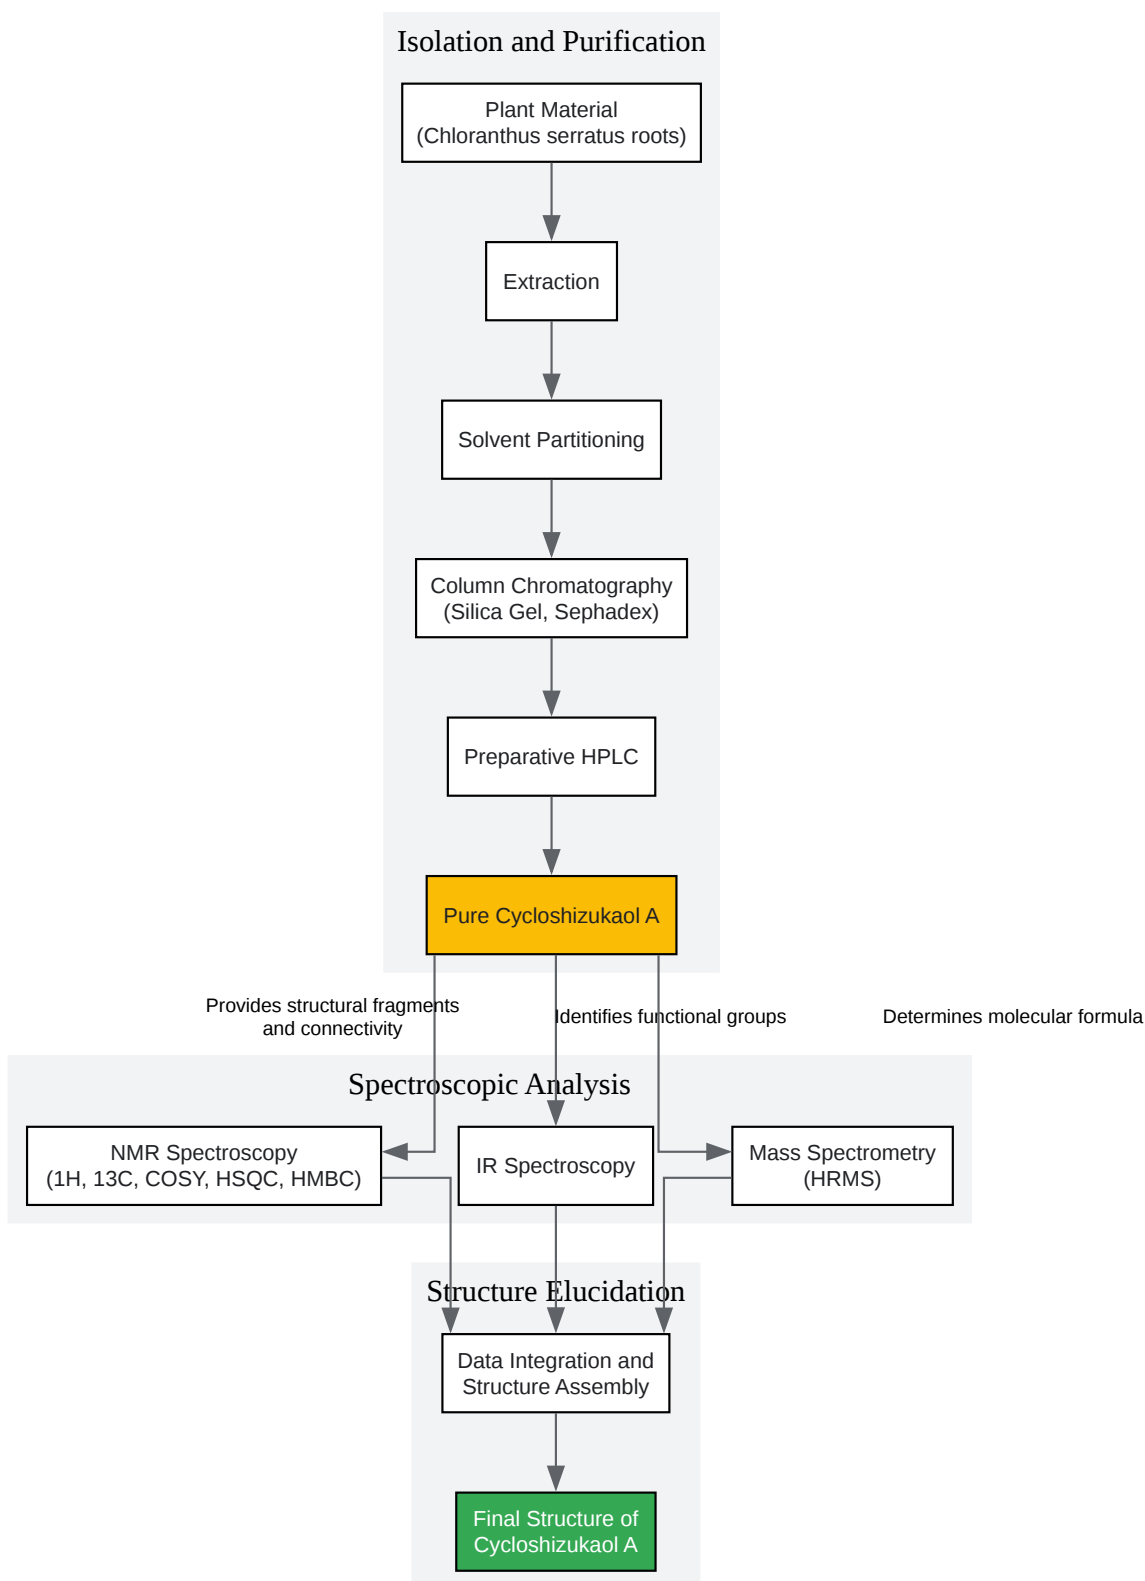 Isolation and Purification
Plant Material
(Chloranthus serratus roots)
Extraction
Solvent Partitioning
Column Chromatography
(Silica Gel, Sephadex)
Preparative HPLC
Pure Cycloshizukaol A
Provides structural fragments
and connectivity
Identifies functional groups
Determines molecular formula
Spectroscopic Analysis
NMR Spectroscopy
(1H, 13C, COSY, HSQC, HMBC)
IR Spectroscopy
Mass Spectrometry
(HRMS)
Structure Elucidation
Data Integration and
Structure Assembly
Final Structure of
Cycloshizukaol A